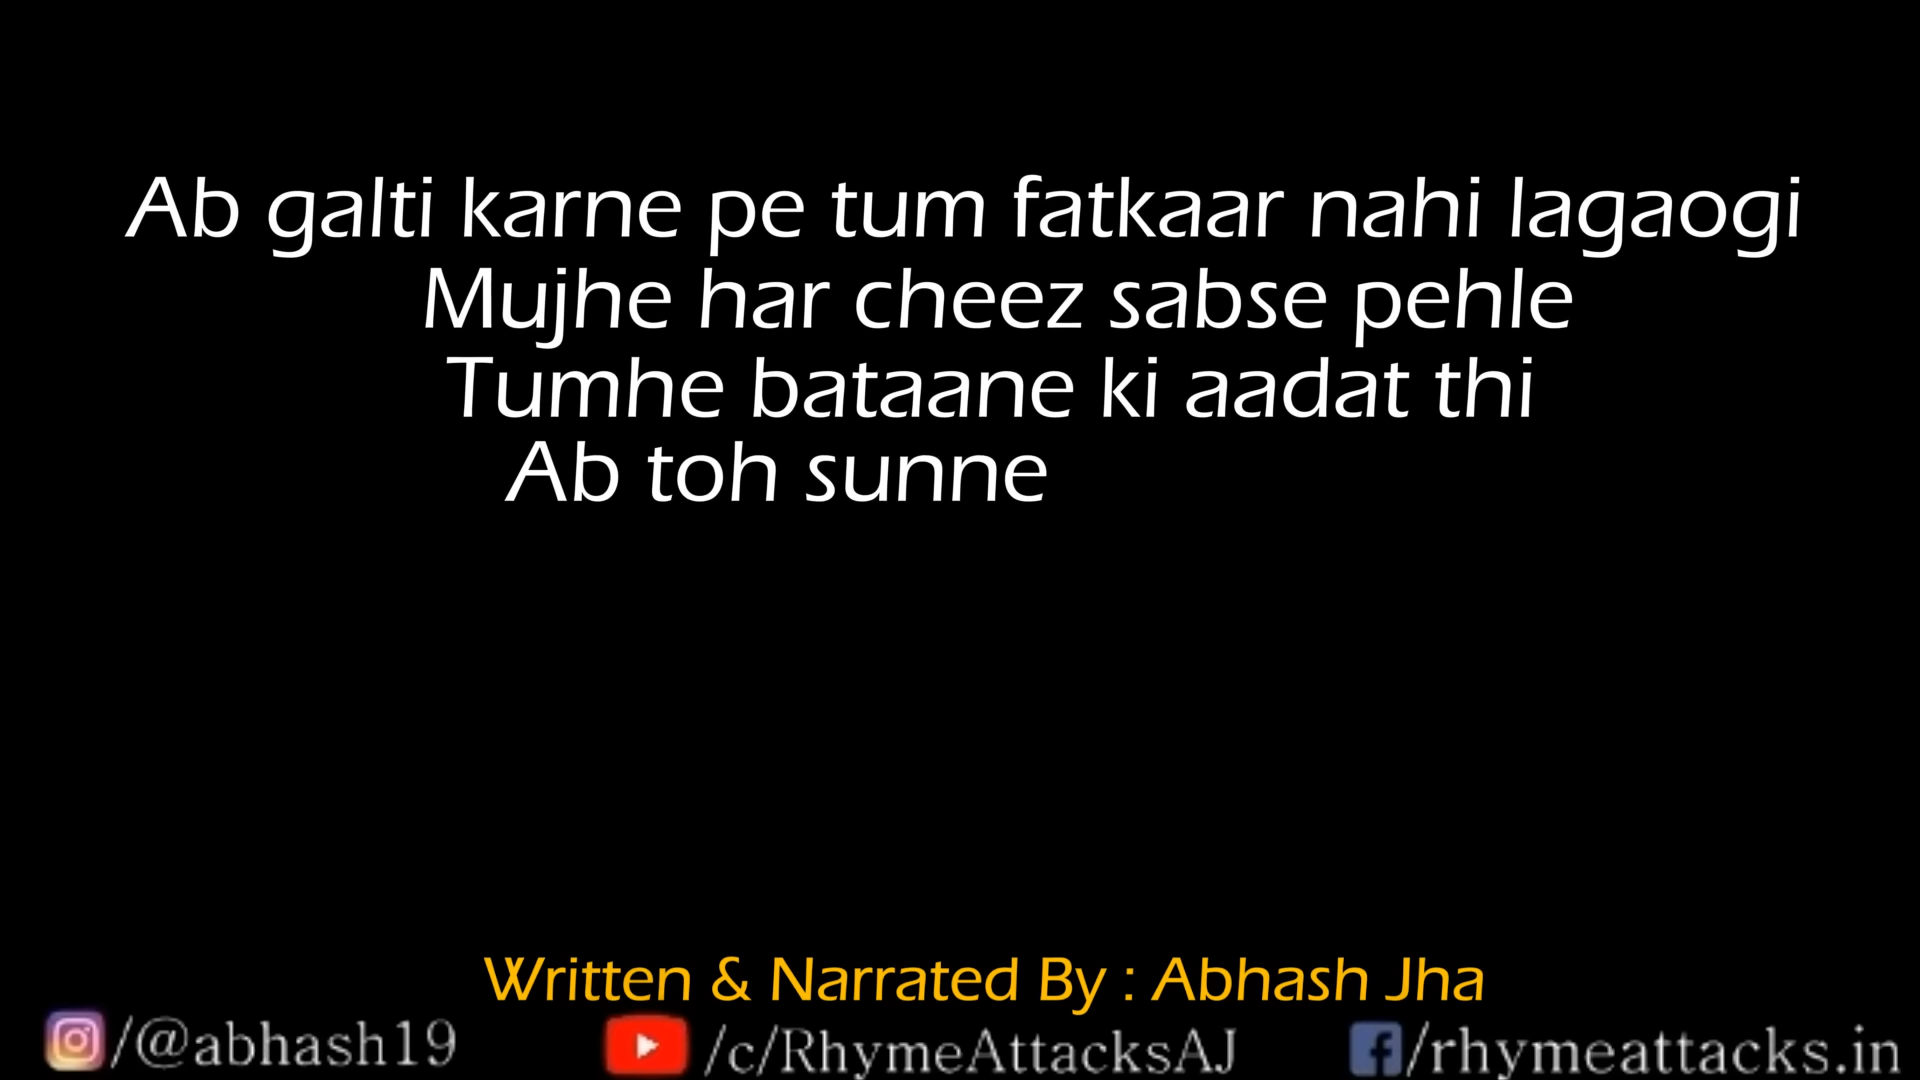 Ab galti karne pe tum fatkaar nahi lagaogi
Mujhe har cheez sabse pehle
Tumhe bataane ki aadat thi
Ab toh sunne
Written & Narrated By : Abhash Jha
/@abhash19 /c/RhymeAttacksAJ /rhymeattacks.in